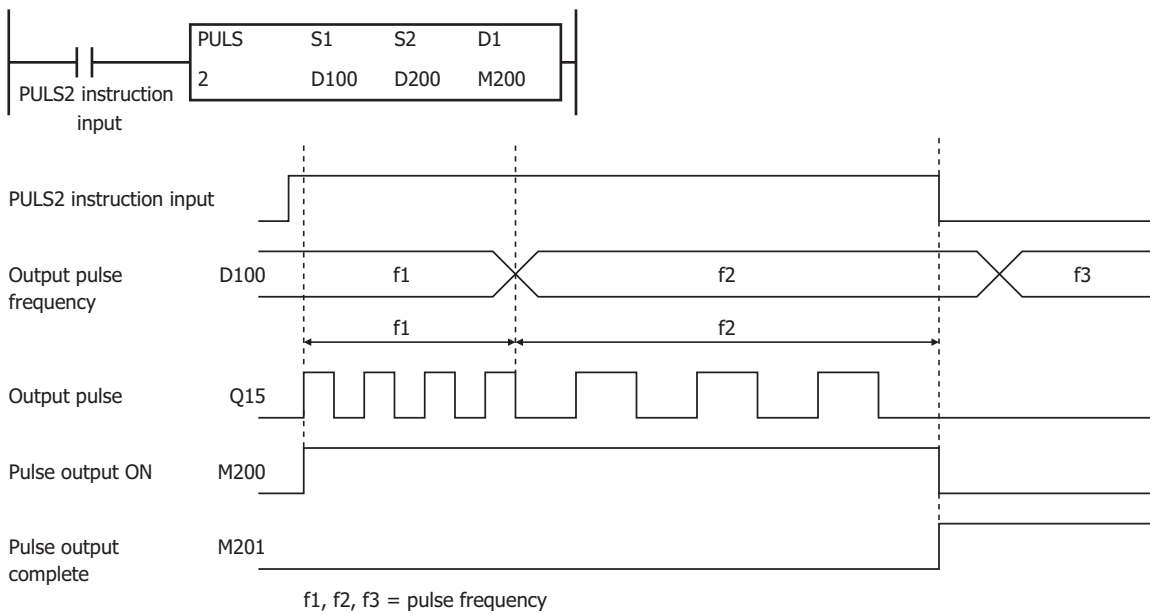 PULS S1 S2 D1
2 D100 D200 M200
PULS2 instruction
input
PULS2 instruction input
Output pulse
frequency
D100
f1
f2
f3
f1
f2
Output pulse
Q15
Pulse output ON
M200
Pulse output
complete
M201
f1, f2, f3 = pulse frequency